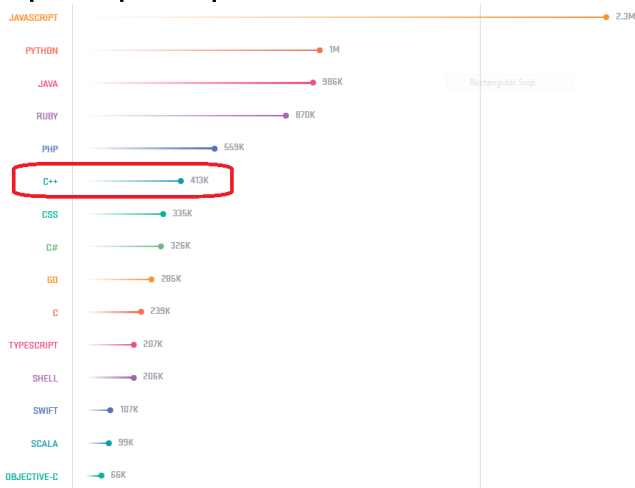 JAVASCRIPT 2.3M
PYTHON 1M
JAVA 986K
Rectangular Snip
RUBY 870K
PHP 559K
C++ 413K
CSS 335K
C# 326K
GO 285K
C 239K
TYPESCRIPT 207K
SHELL 206K
SWIFT 107K
SCALA 99K
OBJECTIVE-C 66K